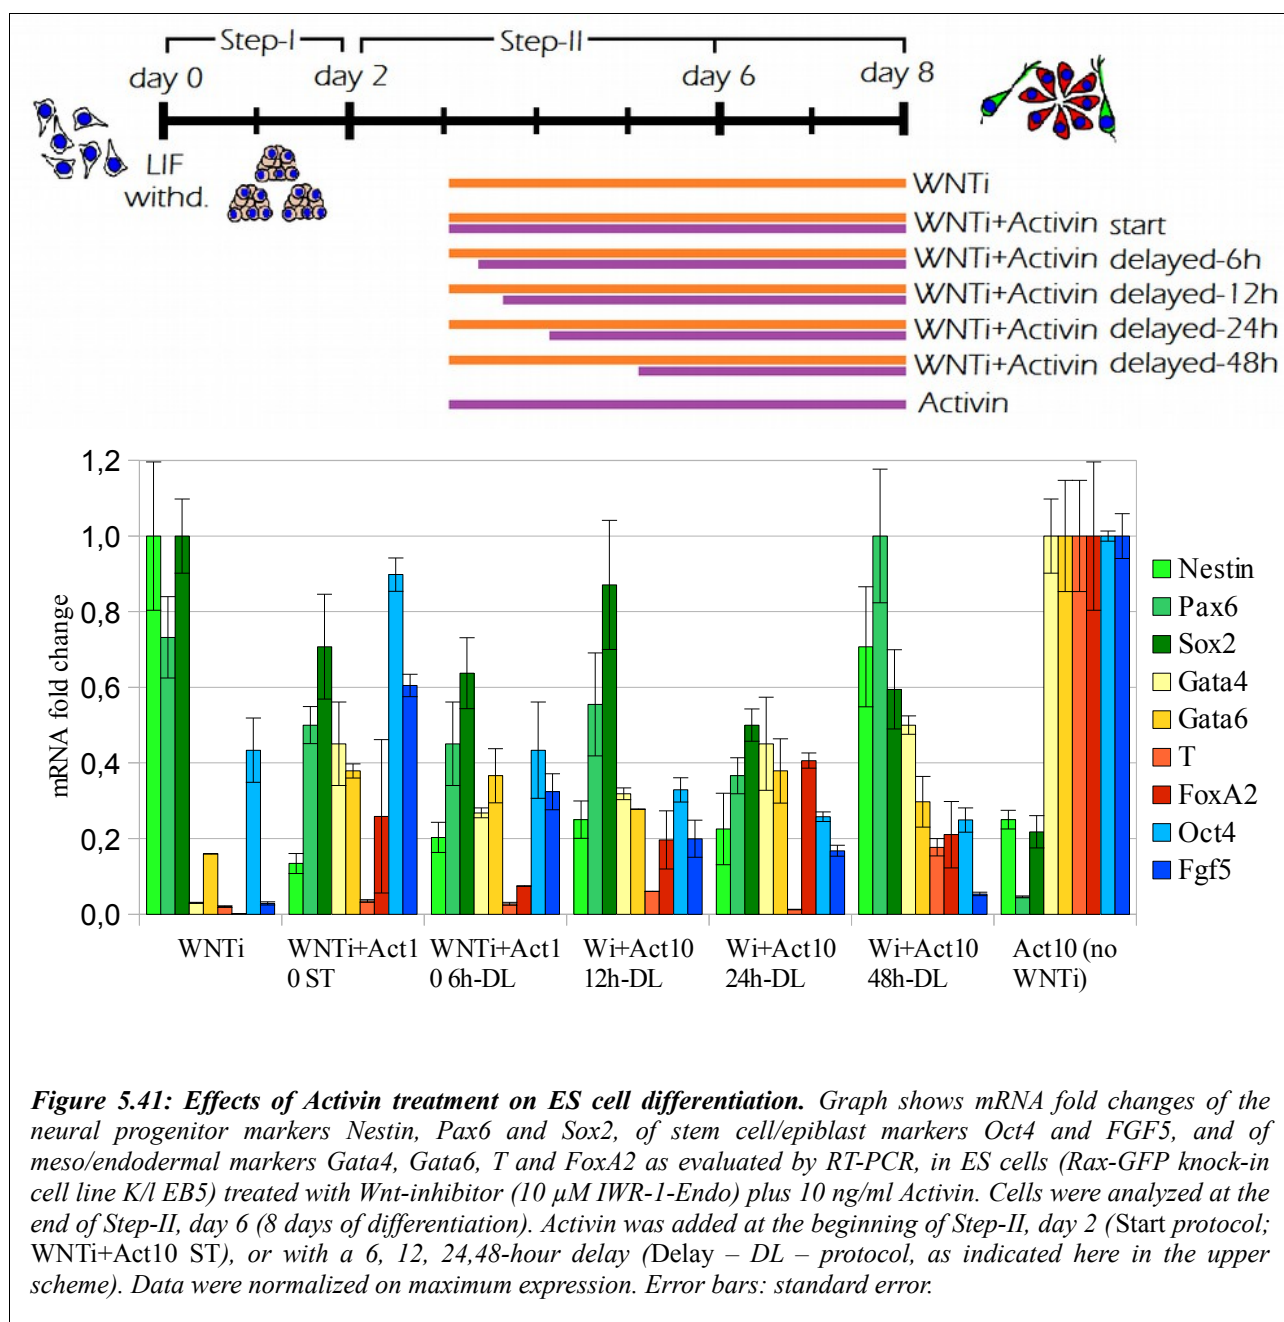 Step-I Step-II
day 0 day 2 day 6 day 8
LIF
withd.
WNTi
WNTi+Activin start
WNTi+Activin delayed-6h
WNTi+Activin delayed-12h
WNTi+Activin delayed-24h
WNTi+Activin delayed-48h
Activin
mRNA fold change
1,2
1,0
0,8
0,6
0,4
0,2
0,0
Nestin
Pax6
Sox2
Gata4
Gata6
T
FoxA2
Oct4
Fgf5
WNTi
WNTi+Act1
0 ST
WNTi+Act1
0 6h-DL
Wi+Act10
12h-DL
Wi+Act10
24h-DL
Wi+Act10
48h-DL
Act10 (no
WNTi)
Figure 5.41: Effects of Activin treatment on ES cell differentiation. Graph shows mRNA fold changes of the
neural progenitor markers Nestin, Pax6 and Sox2, of stem cell/epiblast markers Oct4 and FGF5, and of
meso/endodermal markers Gata4, Gata6, T and FoxA2 as evaluated by RT-PCR, in ES cells (Rax-GFP knock-in
cell line K/l EB5) treated with Wnt-inhibitor (10 µM IWR-1-Endo) plus 10 ng/ml Activin. Cells were analyzed at the
end of Step-II, day 6 (8 days of differentiation). Activin was added at the beginning of Step-II, day 2 (Start protocol;
WNTi+Act10 ST), or with a 6, 12, 24,48-hour delay (Delay – DL – protocol, as indicated here in the upper
scheme). Data were normalized on maximum expression. Error bars: standard error.